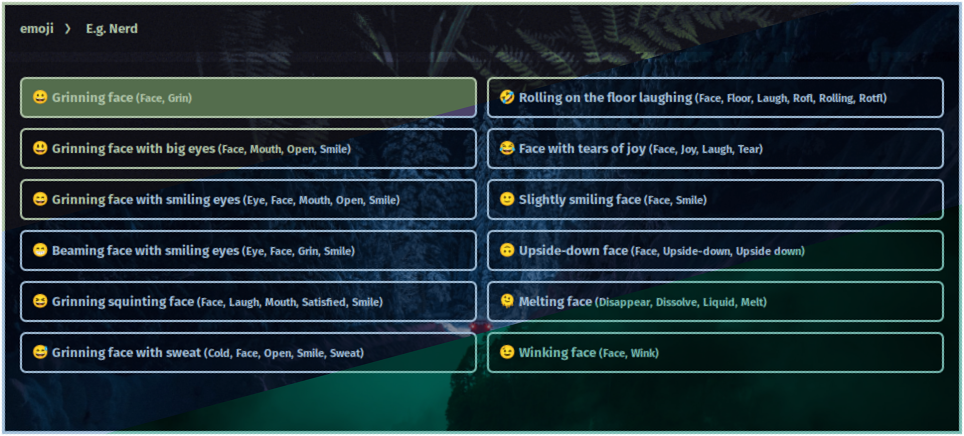 emoji ❯ E.g. Nerd
😀 Grinning face (Face, Grin)
🤣 Rolling on the floor laughing (Face, Floor, Laugh, Rofl, Rolling, Rotfl)
😃 Grinning face with big eyes (Face, Mouth, Open, Smile)
😂 Face with tears of joy (Face, Joy, Laugh, Tear)
😄 Grinning face with smiling eyes (Eye, Face, Mouth, Open, Smile)
🙂 Slightly smiling face (Face, Smile)
😁 Beaming face with smiling eyes (Eye, Face, Grin, Smile)
🙃 Upside-down face (Face, Upside-down, Upside down)
😆 Grinning squinting face (Face, Laugh, Mouth, Satisfied, Smile)
🫠 Melting face (Disappear, Dissolve, Liquid, Melt)
😅 Grinning face with sweat (Cold, Face, Open, Smile, Sweat)
😉 Winking face (Face, Wink)